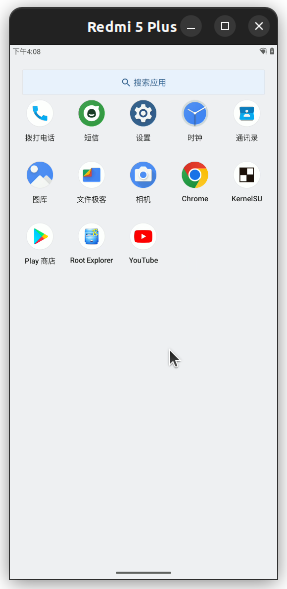 Redmi 5 Plus
下午4:08
搜索应用
拨打电话 短信 设置 时钟 通讯录
图库 文件极客 相机 Chrome KernelSU
Play 商店 Root Explorer YouTube